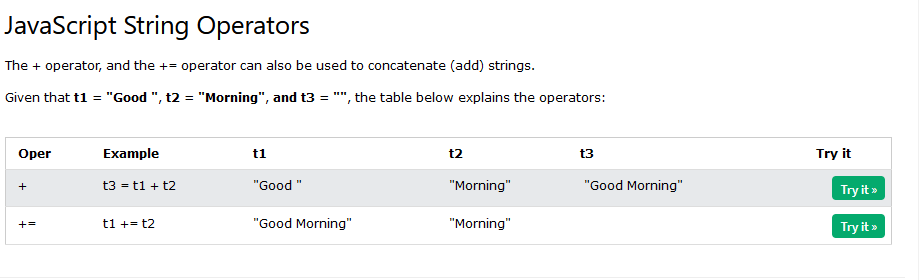 JavaScript String Operators
The + operator, and the += operator can also be used to concatenate (add) strings.
Given that t1 = "Good ", t2 = "Morning", and t3 = "", the table below explains the operators:
Oper Example t1 t2 t3 Try it
+ t3 = t1 + t2 "Good " "Morning" "Good Morning" Try it »
+= t1 += t2 "Good Morning" "Morning" Try it »